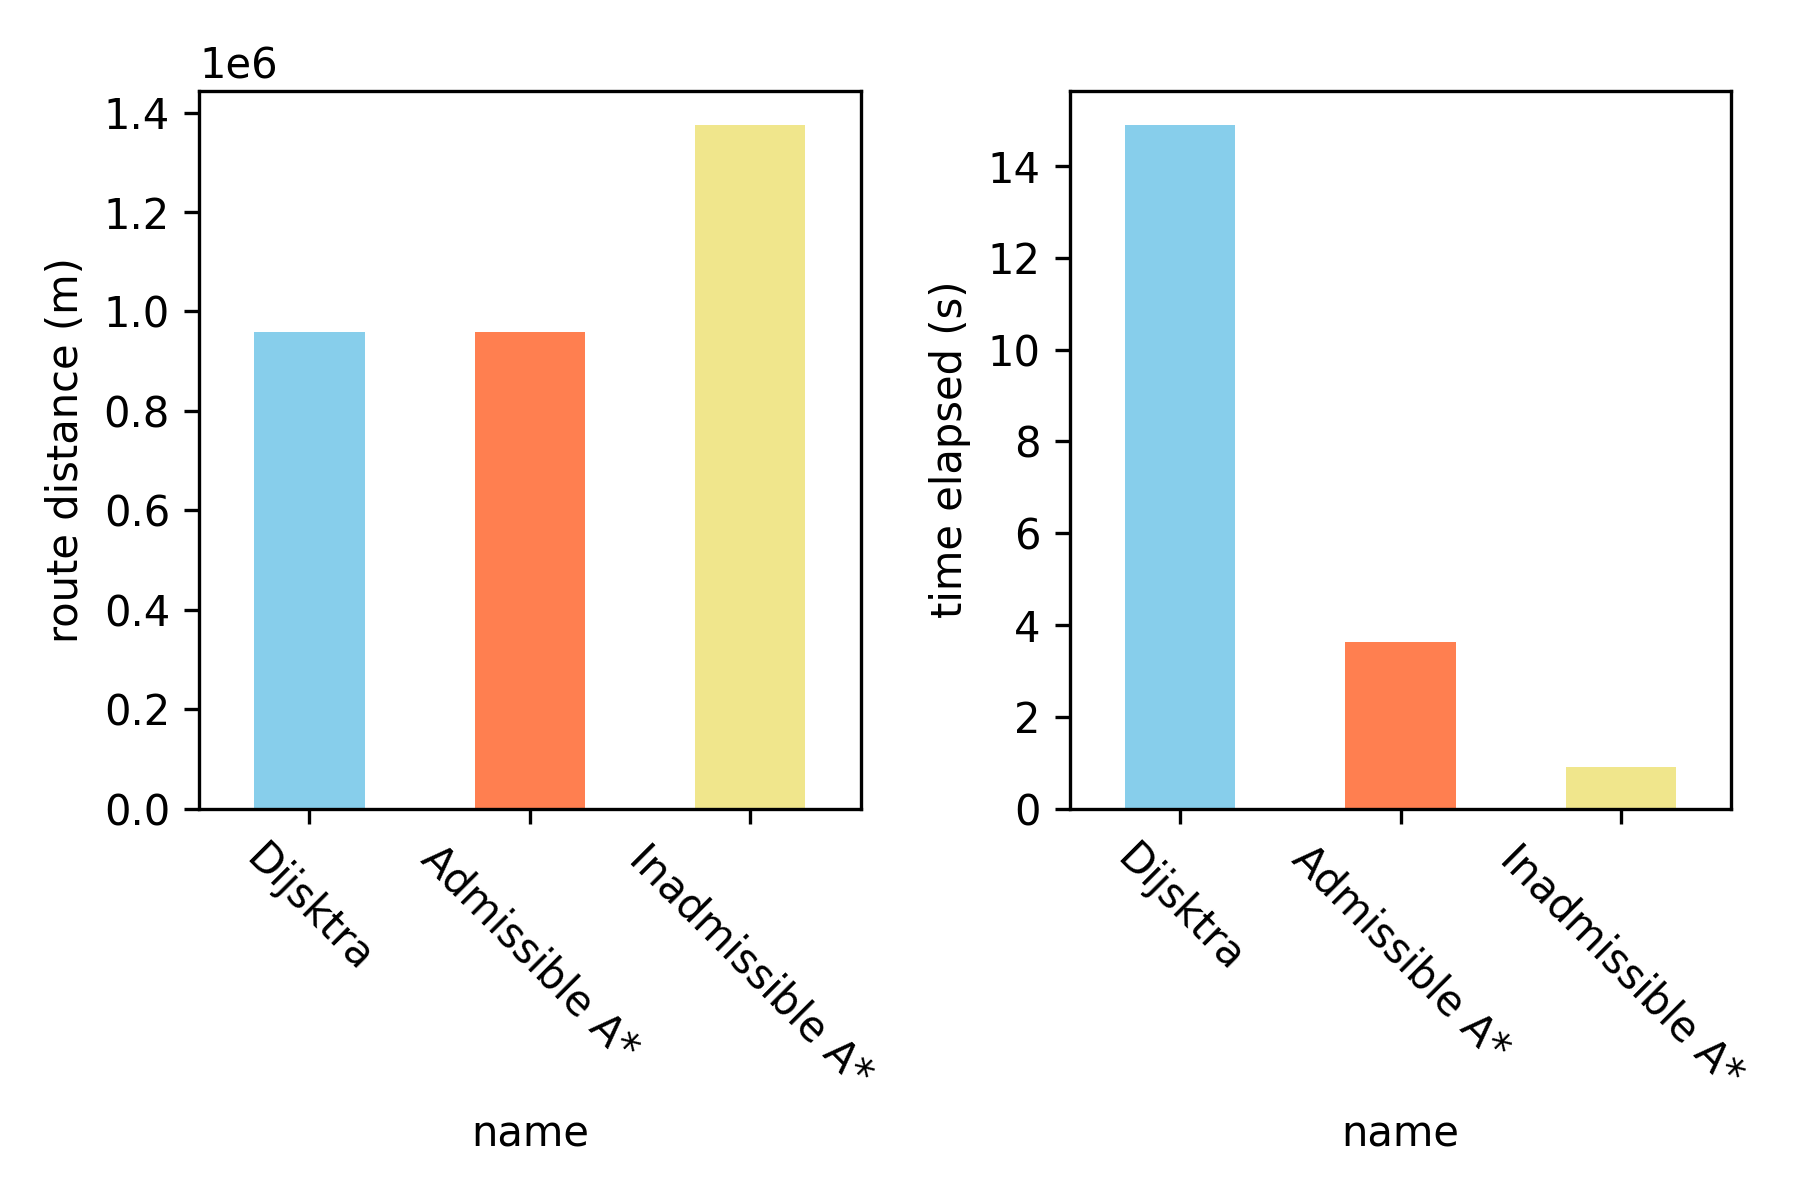 1e6
1.4
1.2
1.0
0.8
0.6
0.4
0.2
0.0
route distance (m)
Dijsktra
Admissible A*
Inadmissible A*
name
14
12
10
8
6
4
2
0
time elapsed (s)
Dijsktra
Admissible A*
Inadmissible A*
name